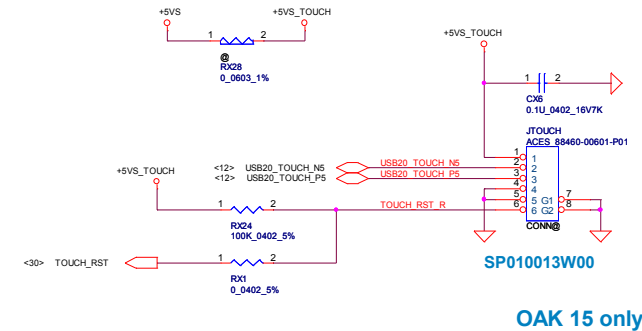 +5VS +5VS_TOUCH
1 2
@
RX28
0_0603_1%
+5VS_TOUCH
1 2
CX6
0.1U_0402_16V7K
JTOUCH
ACES_88460-00601-P01
<12> USB20_TOUCH_N5 USB20_TOUCH_N5
<12> USB20_TOUCH_P5 USB20_TOUCH_P5
1 1
2 2
3 3
4 4
5 5 G1 7
6 6 G2 8
CONN@
+5VS_TOUCH
1 2 TOUCH_RST_R
RX24
100K_0402_5%
<30> TOUCH_RST
1 2
RX1
0_0402_5%
SP010013W00
OAK 15 only